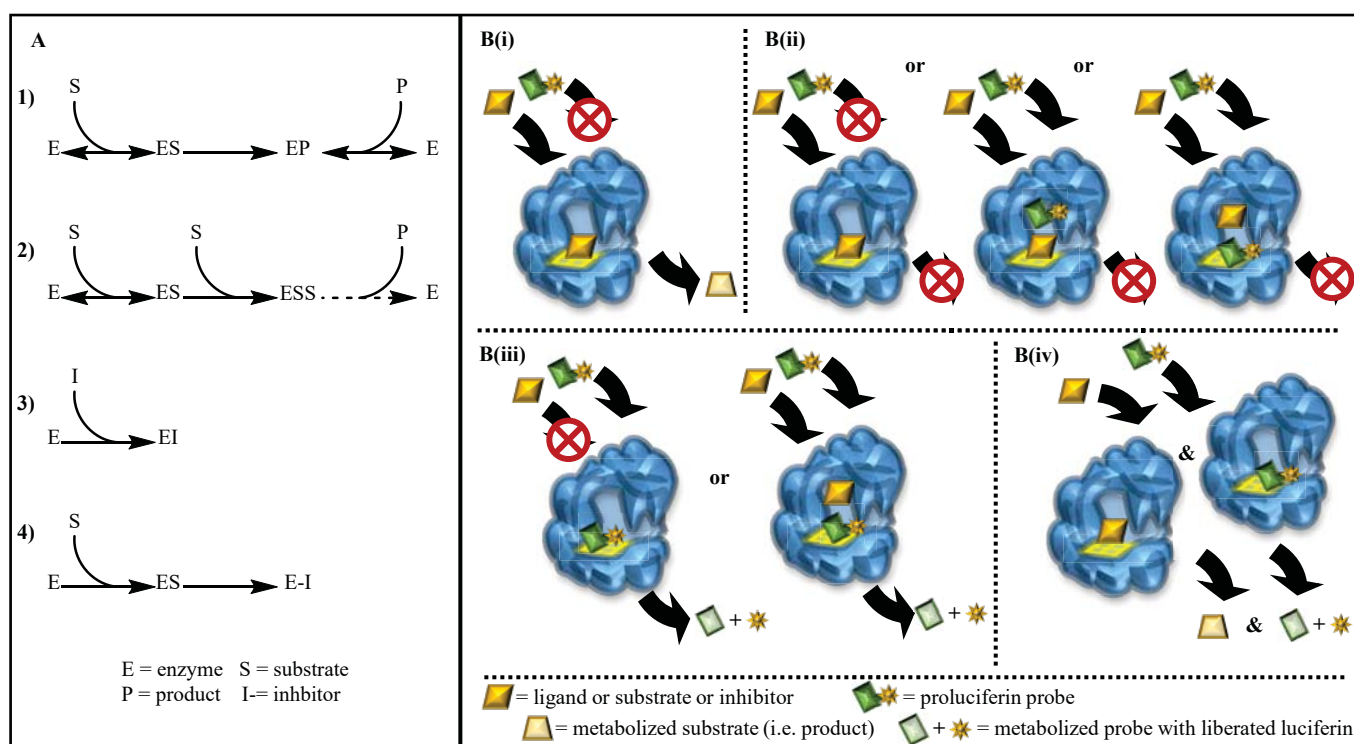 A
1)
S P
E ES EP E
2)
S S P
E ES ESS E
3)
I
E EI
4)
S
E ES E-I
E = enzyme S = substrate
P = product I-= inhbitor
B(i)
B(ii)
or or
B(iii)
or
+
+
B(iv)
&
& +
= ligand or substrate or inhibitor = proluciferin probe
= metabolized substrate (i.e. product) + = metabolized probe with liberated luciferin